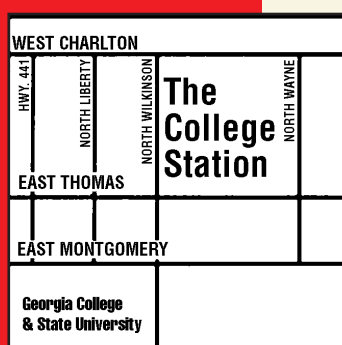 WEST CHARLTON
HWY. 441
NORTH LIBERTY
NORTH WILKINSON
The
College
Station
NORTH WAYNE
EAST THOMAS
EAST MONTGOMERY
Georgia College
& State University